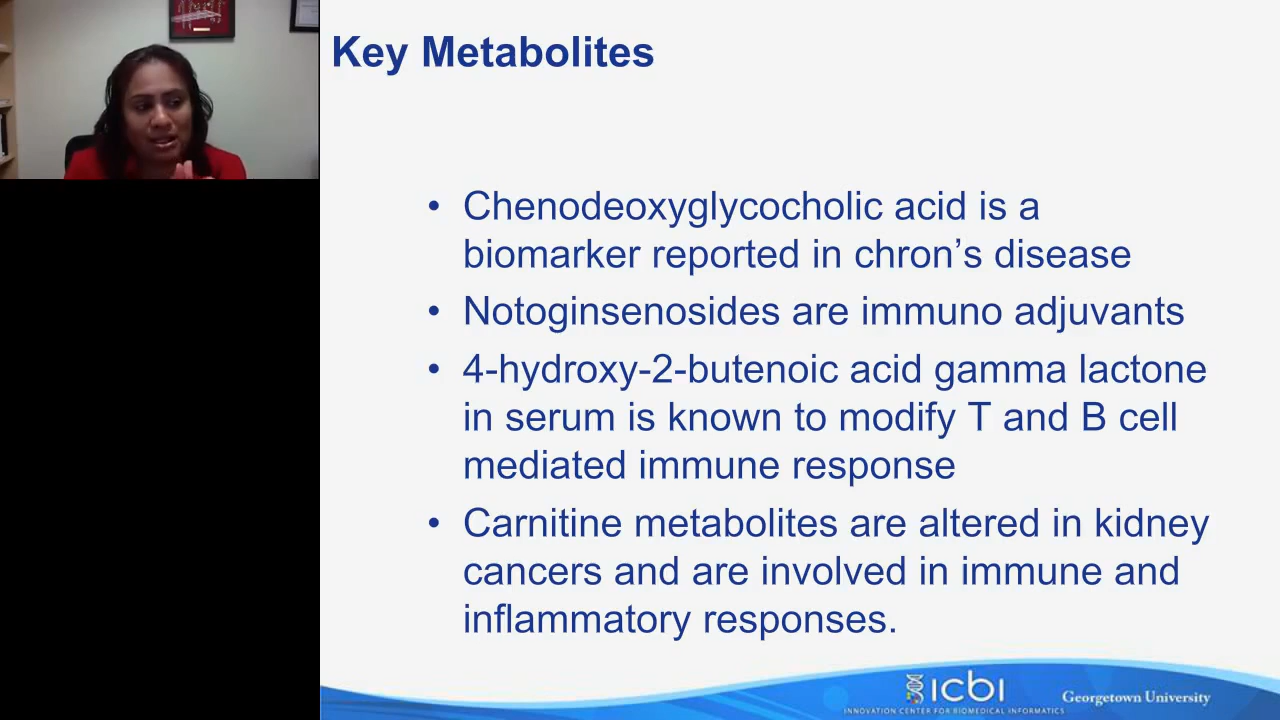 Key Metabolites
• Chenodeoxyglycocholic acid is a
biomarker reported in chron’s disease
• Notoginsenosides are immuno adjuvants
• 4-hydroxy-2-butenoic acid gamma lactone
in serum is known to modify T and B cell
mediated immune response
• Carnitine metabolites are altered in kidney
cancers and are involved in immune and
inflammatory responses.
icbi
Georgetown University
INNOVATION CENTER FOR BIOMEDICAL INFORMATICS